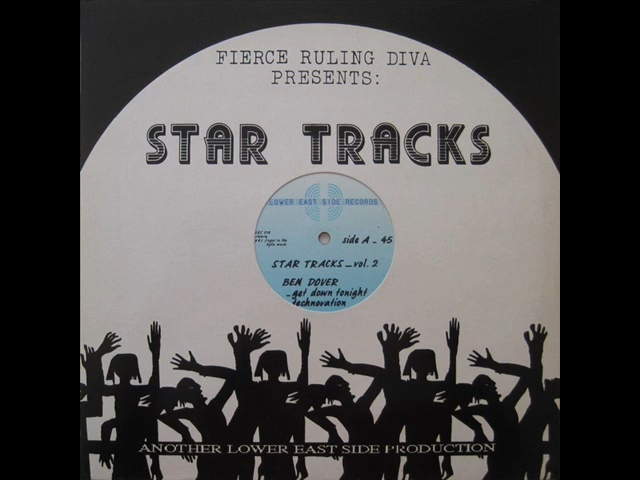 FIERCE RULING DIVA
PRESENTS:
STAR TRACKS
LOWER EAST SIDE RECORDS
side A - 45
STAR TRACKS - vol. 2
BEN DOVER
- get down tonight
technovation
ANOTHER LOWER EAST SIDE PRODUCTION